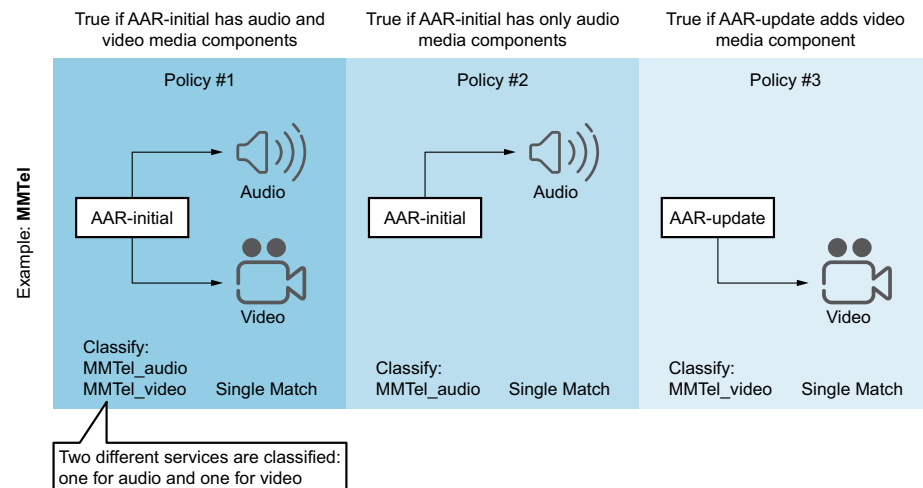 True if AAR-initial has audio and
video media components
True if AAR-initial has only audio
media components
True if AAR-update adds video
media component
Example: MMTel
Policy #1
Audio
AAR-initial
Video
Classify:
MMTel_audio
MMTel_video
Single Match
Policy #2
Audio
AAR-initial
Classify:
MMTel_audio
Single Match
Policy #3
AAR-update
Video
Classify:
MMTel_video
Single Match
Two different services are classified:
one for audio and one for video